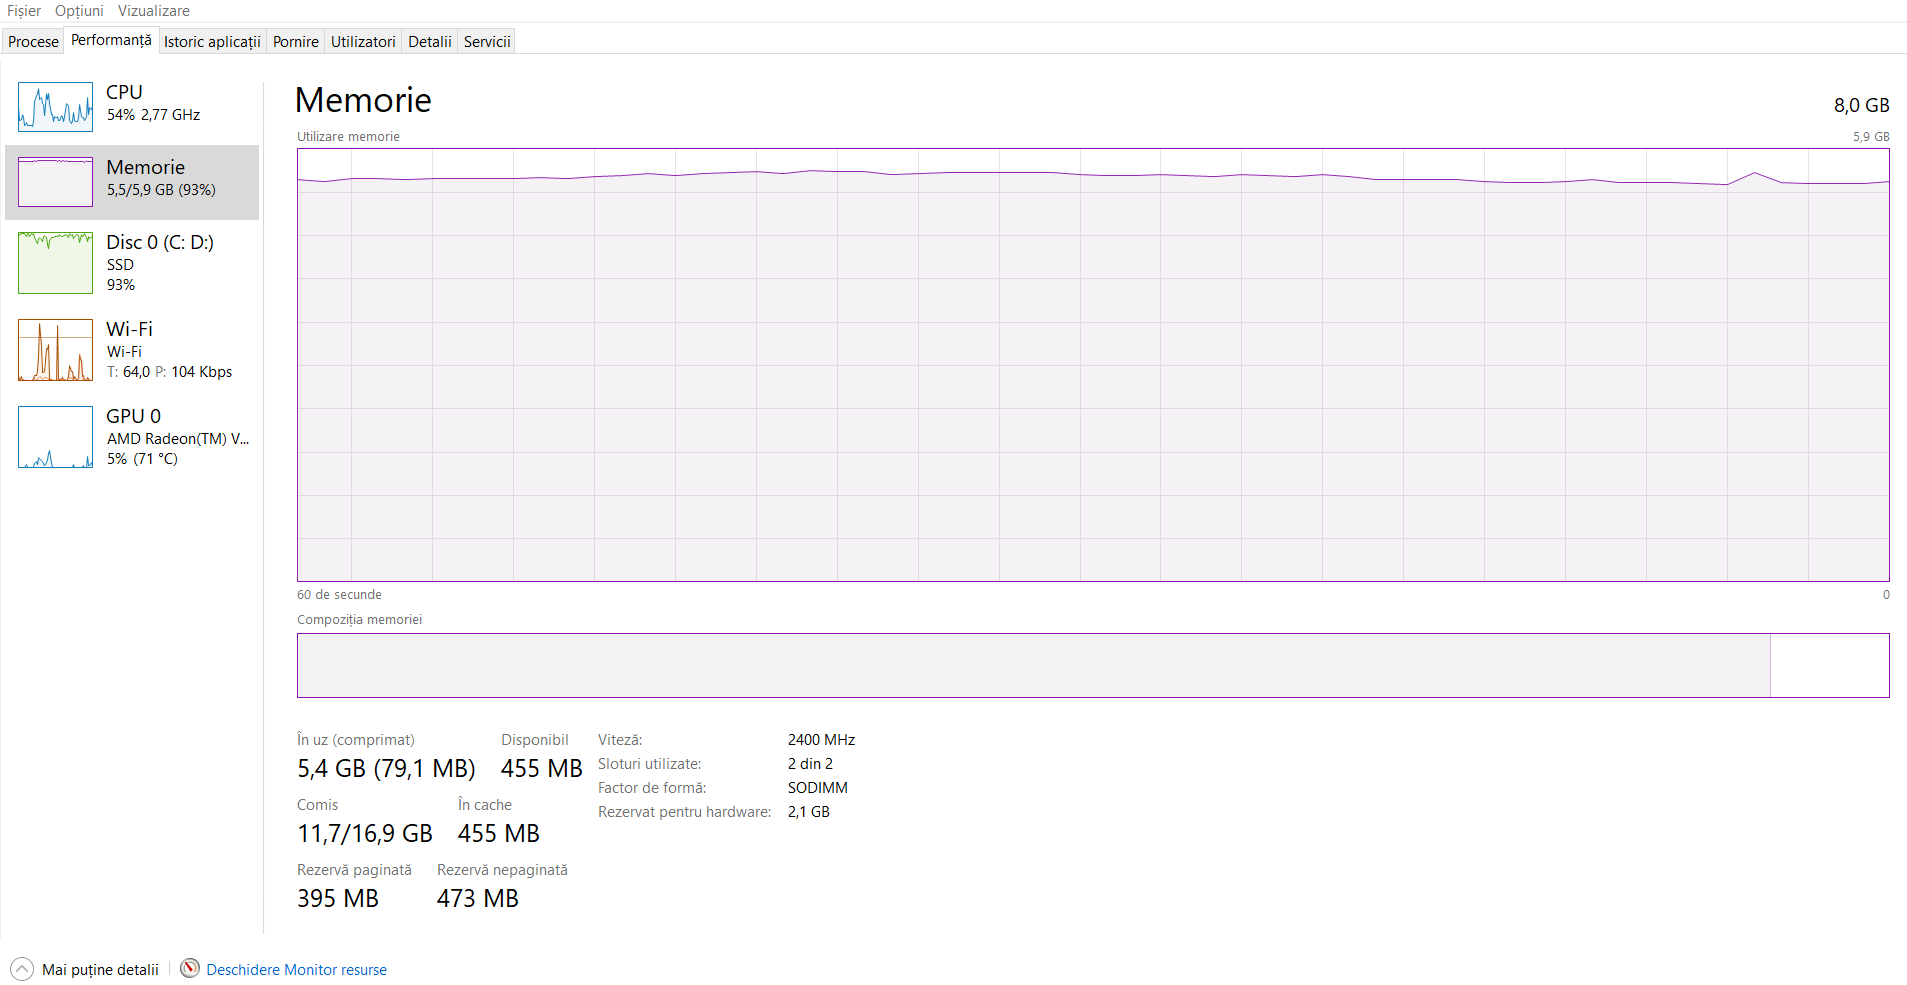 Fișier Opțiuni Vizualizare
Procese Performanță Istoric aplicații Pornire Utilizatori Detalii Servicii
CPU
54% 2,77 GHz
Memorie
5,5/5,9 GB (93%)
Disc 0 (C: D:)
SSD
93%
Wi-Fi
Wi-Fi
T: 64,0 P: 104 Kbps
GPU 0
AMD Radeon(TM) V...
5% (71 °C)
Memorie
8,0 GB
Utilizare memorie
5,9 GB
60 de secunde
0
Compoziția memoriei
În uz (comprimat)
5,4 GB (79,1 MB)
Disponibil
455 MB
Comis
11,7/16,9 GB
În cache
455 MB
Rezervă paginată
395 MB
Rezervă nepaginată
473 MB
Viteză: 2400 MHz
Sloturi utilizate: 2 din 2
Factor de formă: SODIMM
Rezervat pentru hardware: 2,1 GB
Mai puține detalii
Deschidere Monitor resurse